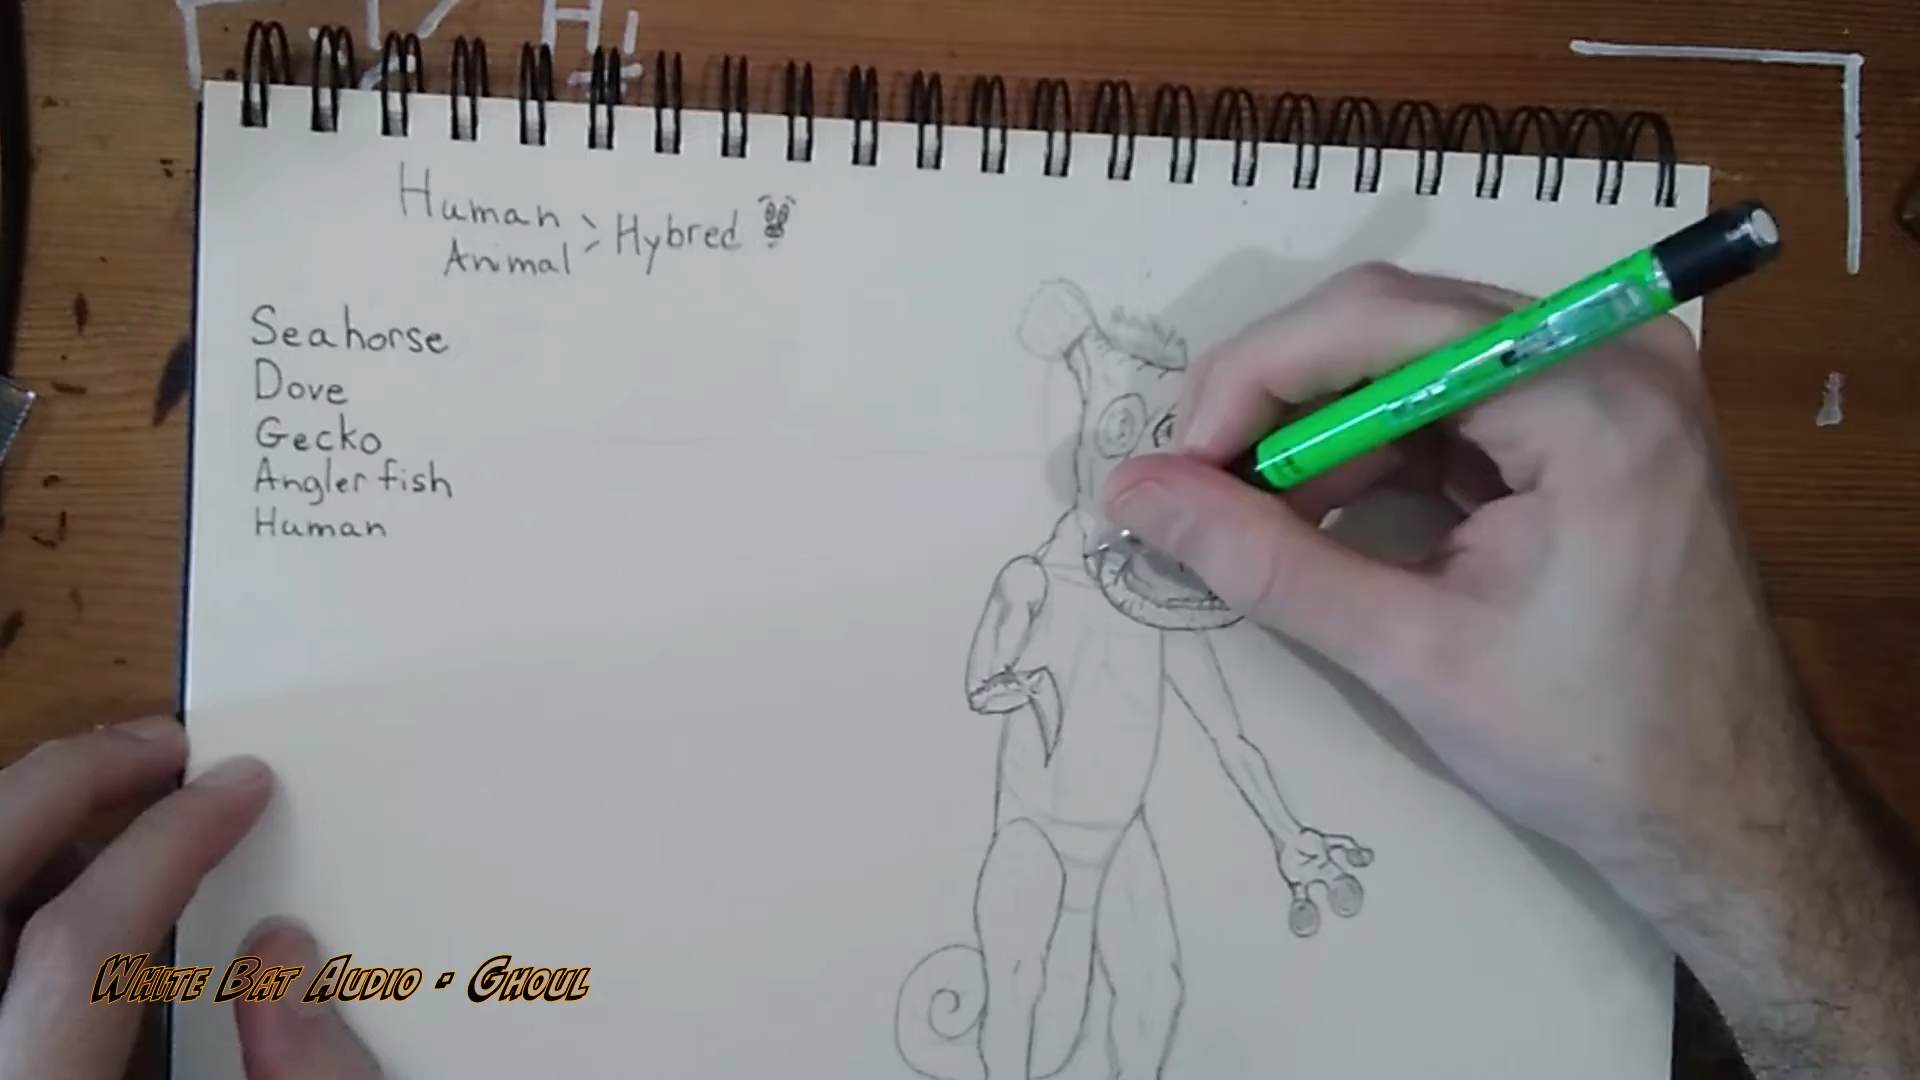 Human
Animal > Hybred
Seahorse
Dove
Gecko
Angler fish
Human
White Bat Audio - Ghoul